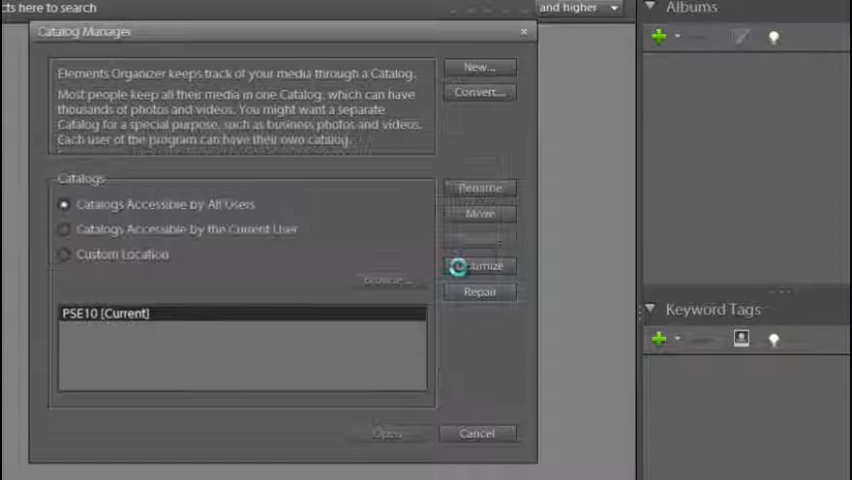 cts here to search
and higher
Albums
Catalog Manager
Elements Organizer keeps track of your media through a Catalog.
Most people keep all their media in one Catalog, which can have
thousands of photos and videos. You might want a separate
Catalog for a special purpose, such as business photos and videos.
Each user of the program can have their own catalog.
New...
Convert...
Catalogs
Catalogs Accessible by All Users
Catalogs Accessible by the Current User
Custom Location
Browse...
Rename
Move
Repair
PSE10 [Current]
Open
Cancel
Keyword Tags